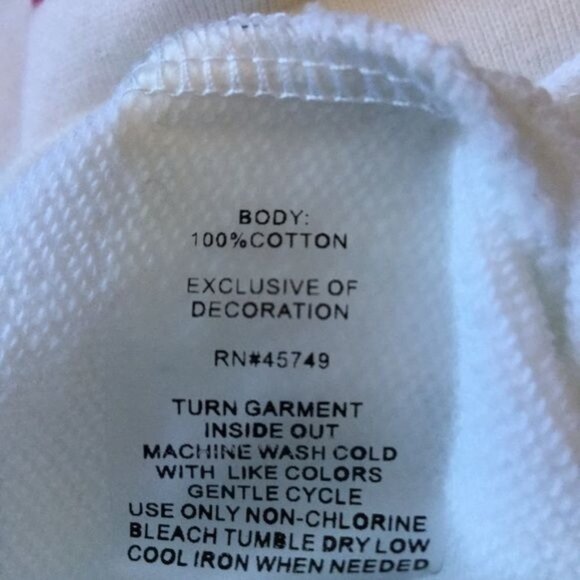 BODY:
100%COTTON
EXCLUSIVE OF
DECORATION
RN#45749
TURN GARMENT
INSIDE OUT
MACHINE WASH COLD
WITH LIKE COLORS
GENTLE CYCLE
USE ONLY NON-CHLORINE
BLEACH TUMBLE DRY LOW
COOL IRON WHEN NEEDED